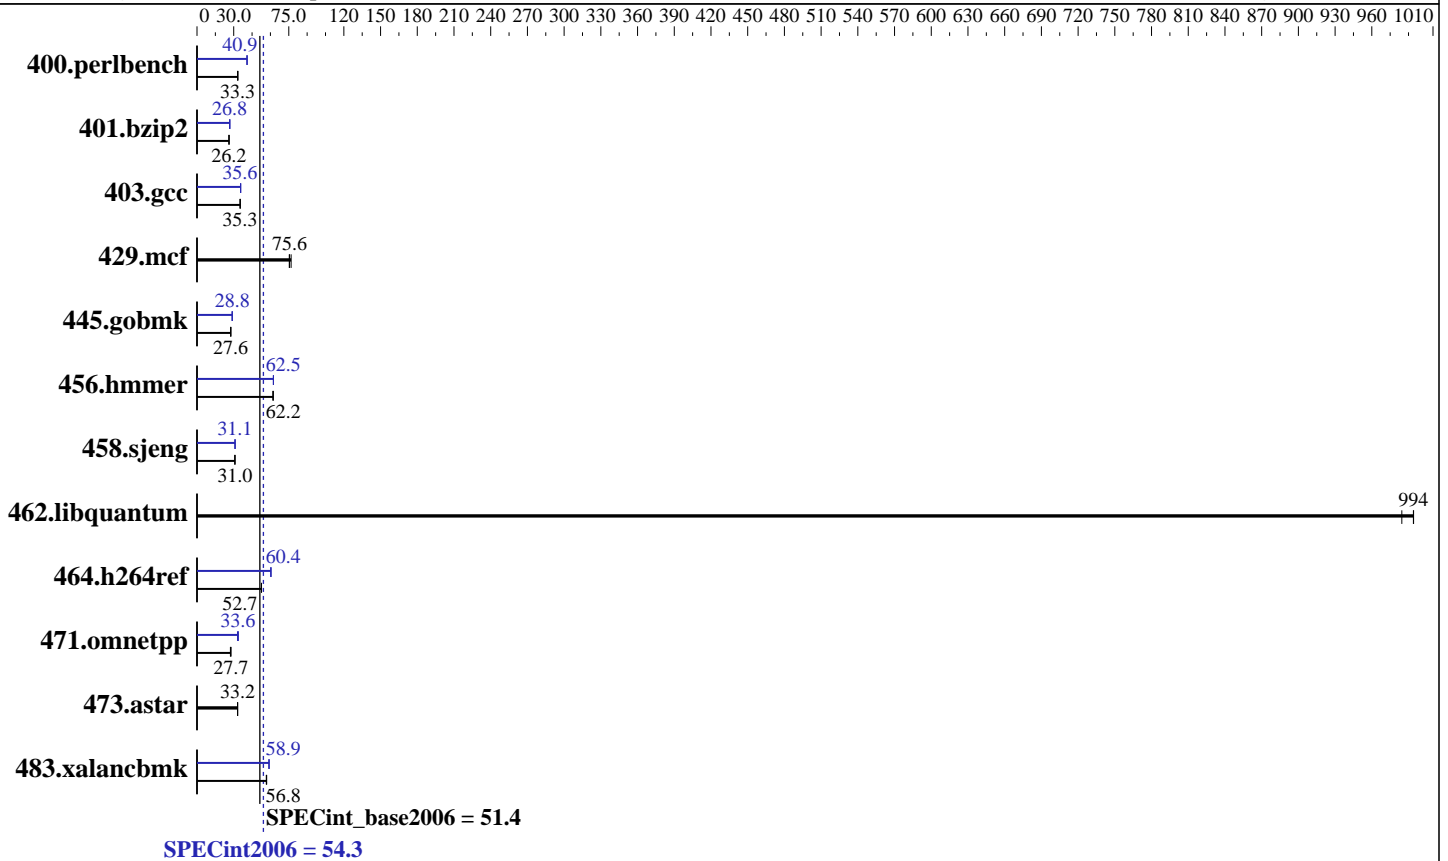 0 30.0 75.0 120 150 180 210 240 270 300 330 360 390 420 450 480 510 540 570 600 630 660 690 720 750 780 810 840 870 900 930 960 1010
40.9
400.perlbench
33.3
26.8
401.bzip2
26.2
35.6
403.gcc
35.3
75.6
429.mcf
28.8
445.gobmk
27.6
62.5
456.hmmer
62.2
31.1
458.sjeng
31.0
994
462.libquantum
60.4
464.h264ref
52.7
33.6
471.omnetpp
27.7
33.2
473.astar
58.9
483.xalancbmk
56.8
SPECint_base2006 = 51.4
SPECint2006 = 54.3